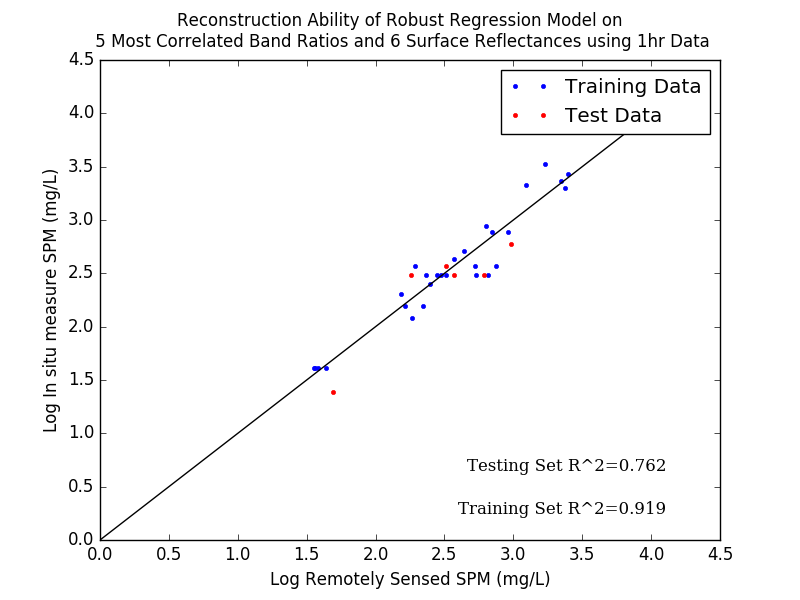 Reconstruction Ability of Robust Regression Model on
5 Most Correlated Band Ratios and 6 Surface Reflectances using 1hr Data
4.5
4.0
3.5
3.0
2.5
2.0
1.5
1.0
0.5
0.0
Log In situ measure SPM (mg/L)
Training Data
Test Data
Testing Set R^2=0.762
Training Set R^2=0.919
0.0 0.5 1.0 1.5 2.0 2.5 3.0 3.5 4.0 4.5
Log Remotely Sensed SPM (mg/L)